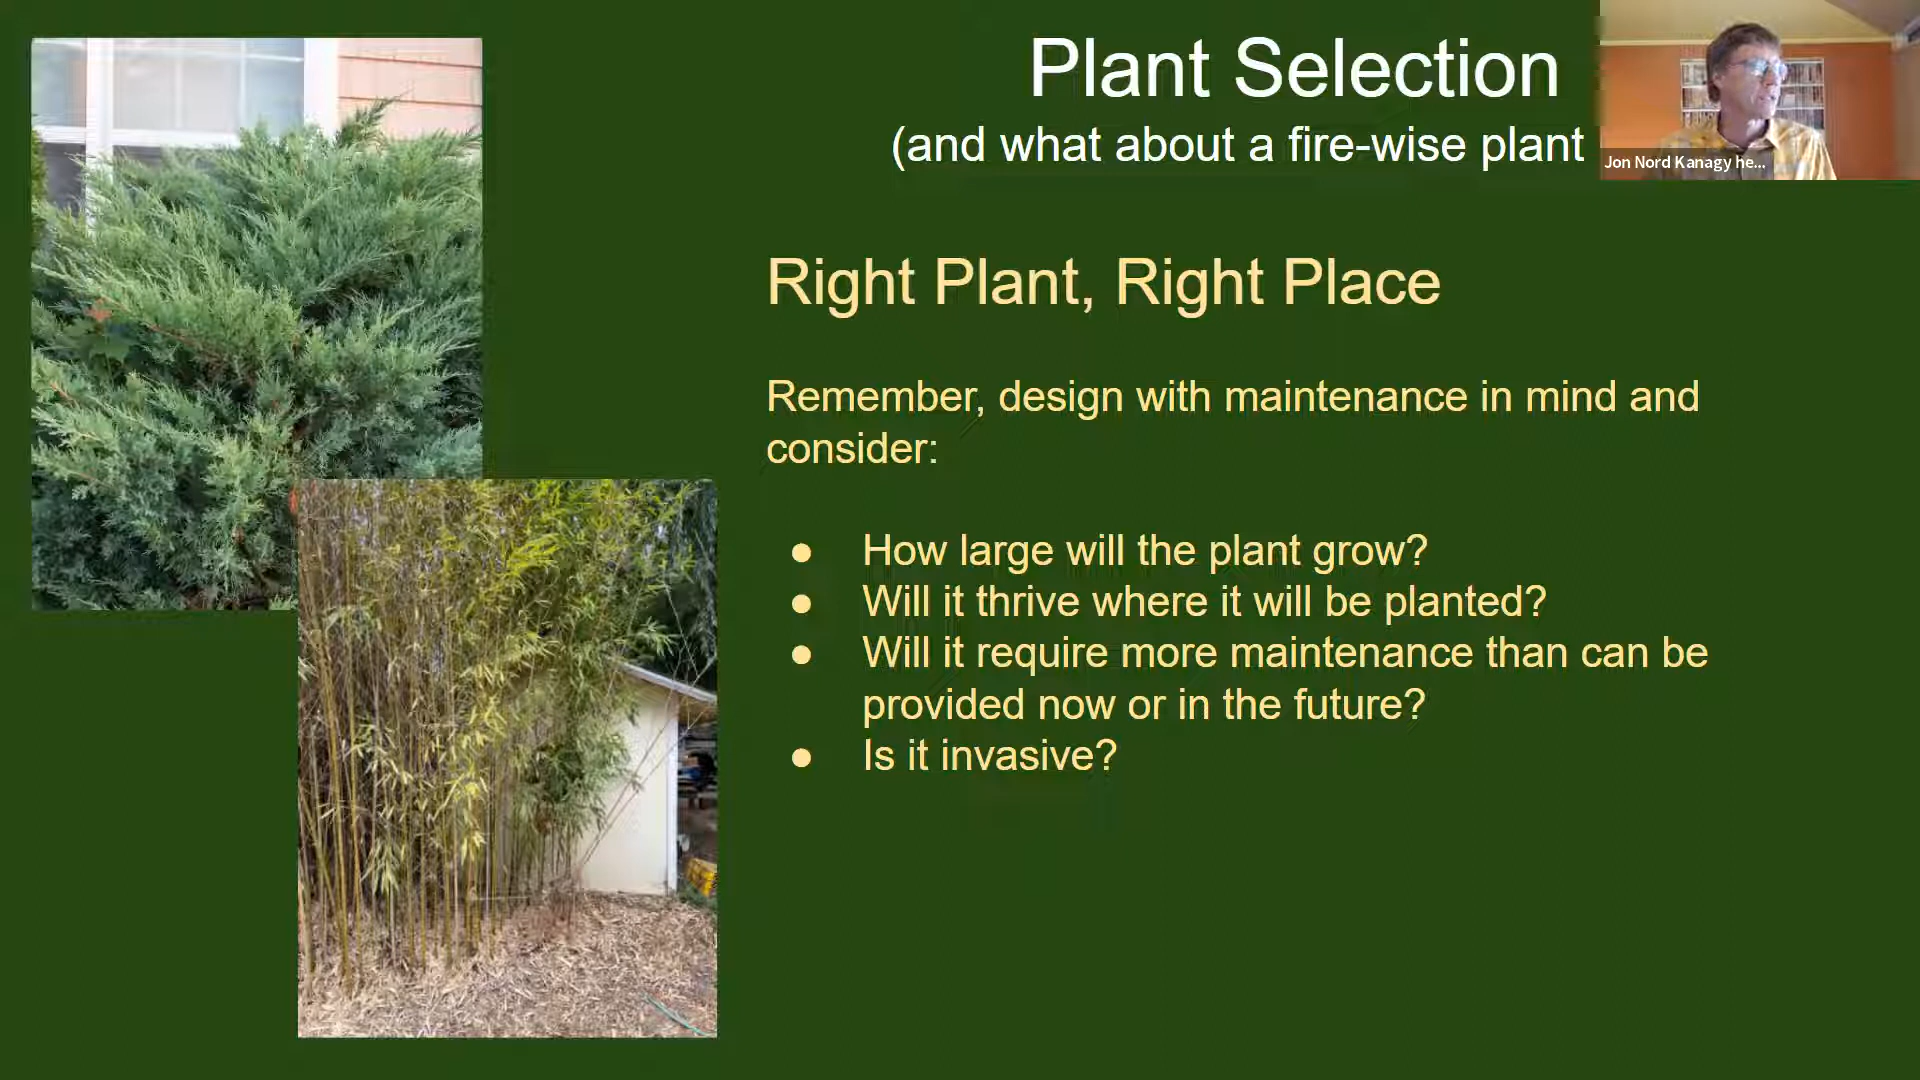 Plant Selection
(and what about a fire-wise plant
Jon Nord Kanagy he...
Right Plant, Right Place
Remember, design with maintenance in mind and
consider:
● How large will the plant grow?
● Will it thrive where it will be planted?
● Will it require more maintenance than can be
provided now or in the future?
● Is it invasive?